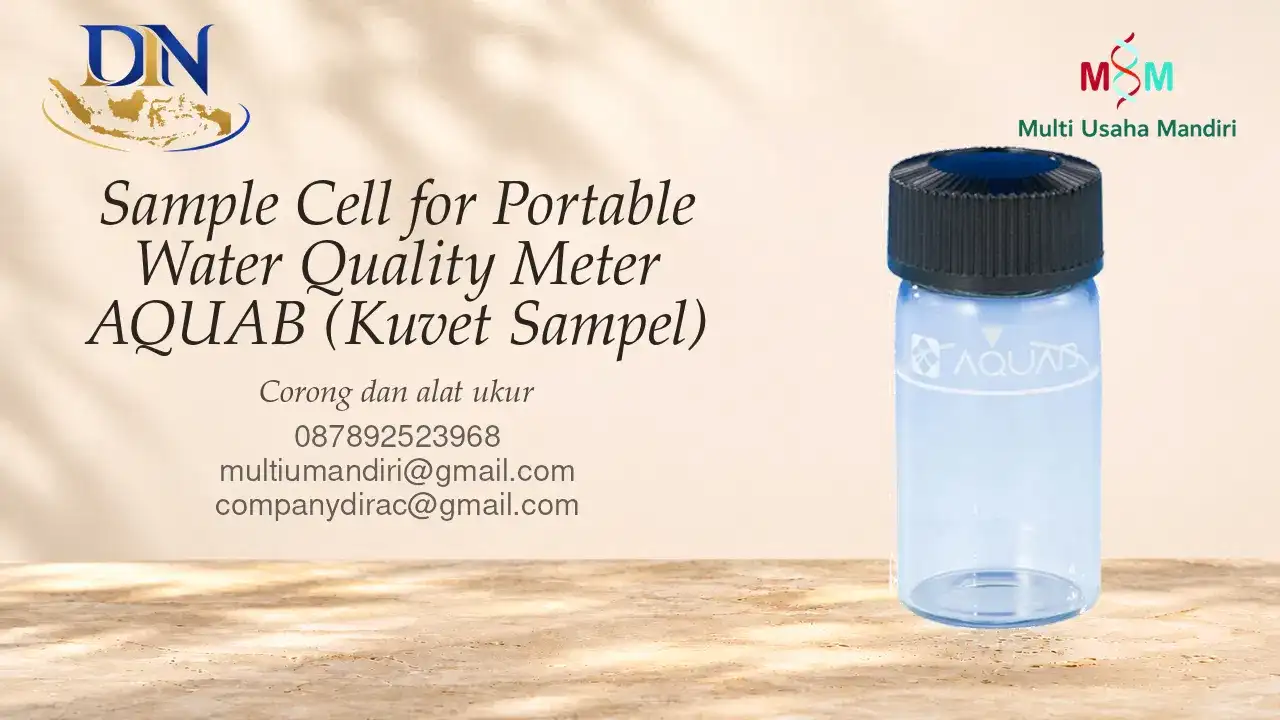 DIN
MSM
Multi Usaha Mandiri
Sample Cell for Portable
Water Quality Meter
AQUAB (Kuvet Sampel)
Corong dan alat ukur
087892523968
multiumandiri@gmail.com
companydirac@gmail.com
AQUAB